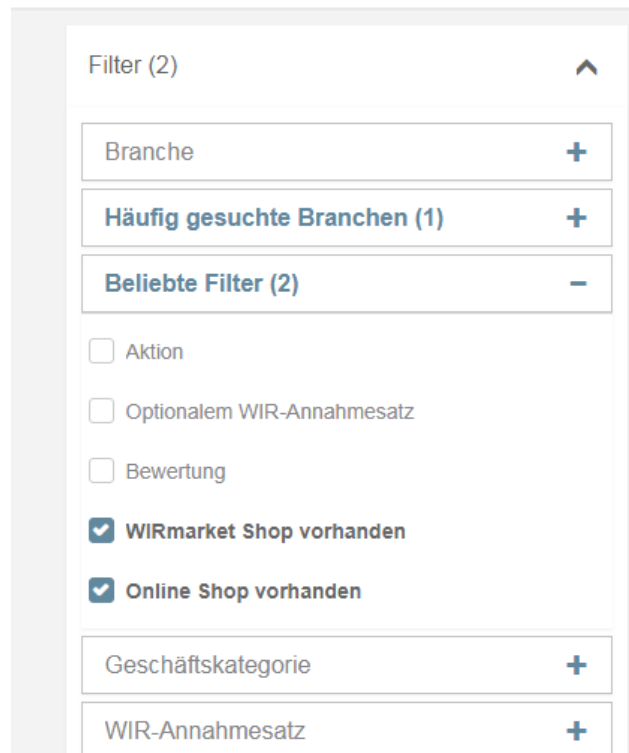 Filter (2)
Branche
Häufig gesuchte Branchen (1)
Beliebte Filter (2)
Aktion
Optionalem WIR-Annahmesatz
Bewertung
WIRmarket Shop vorhanden
Online Shop vorhanden
Geschäftskategorie
WIR-Annahmesatz